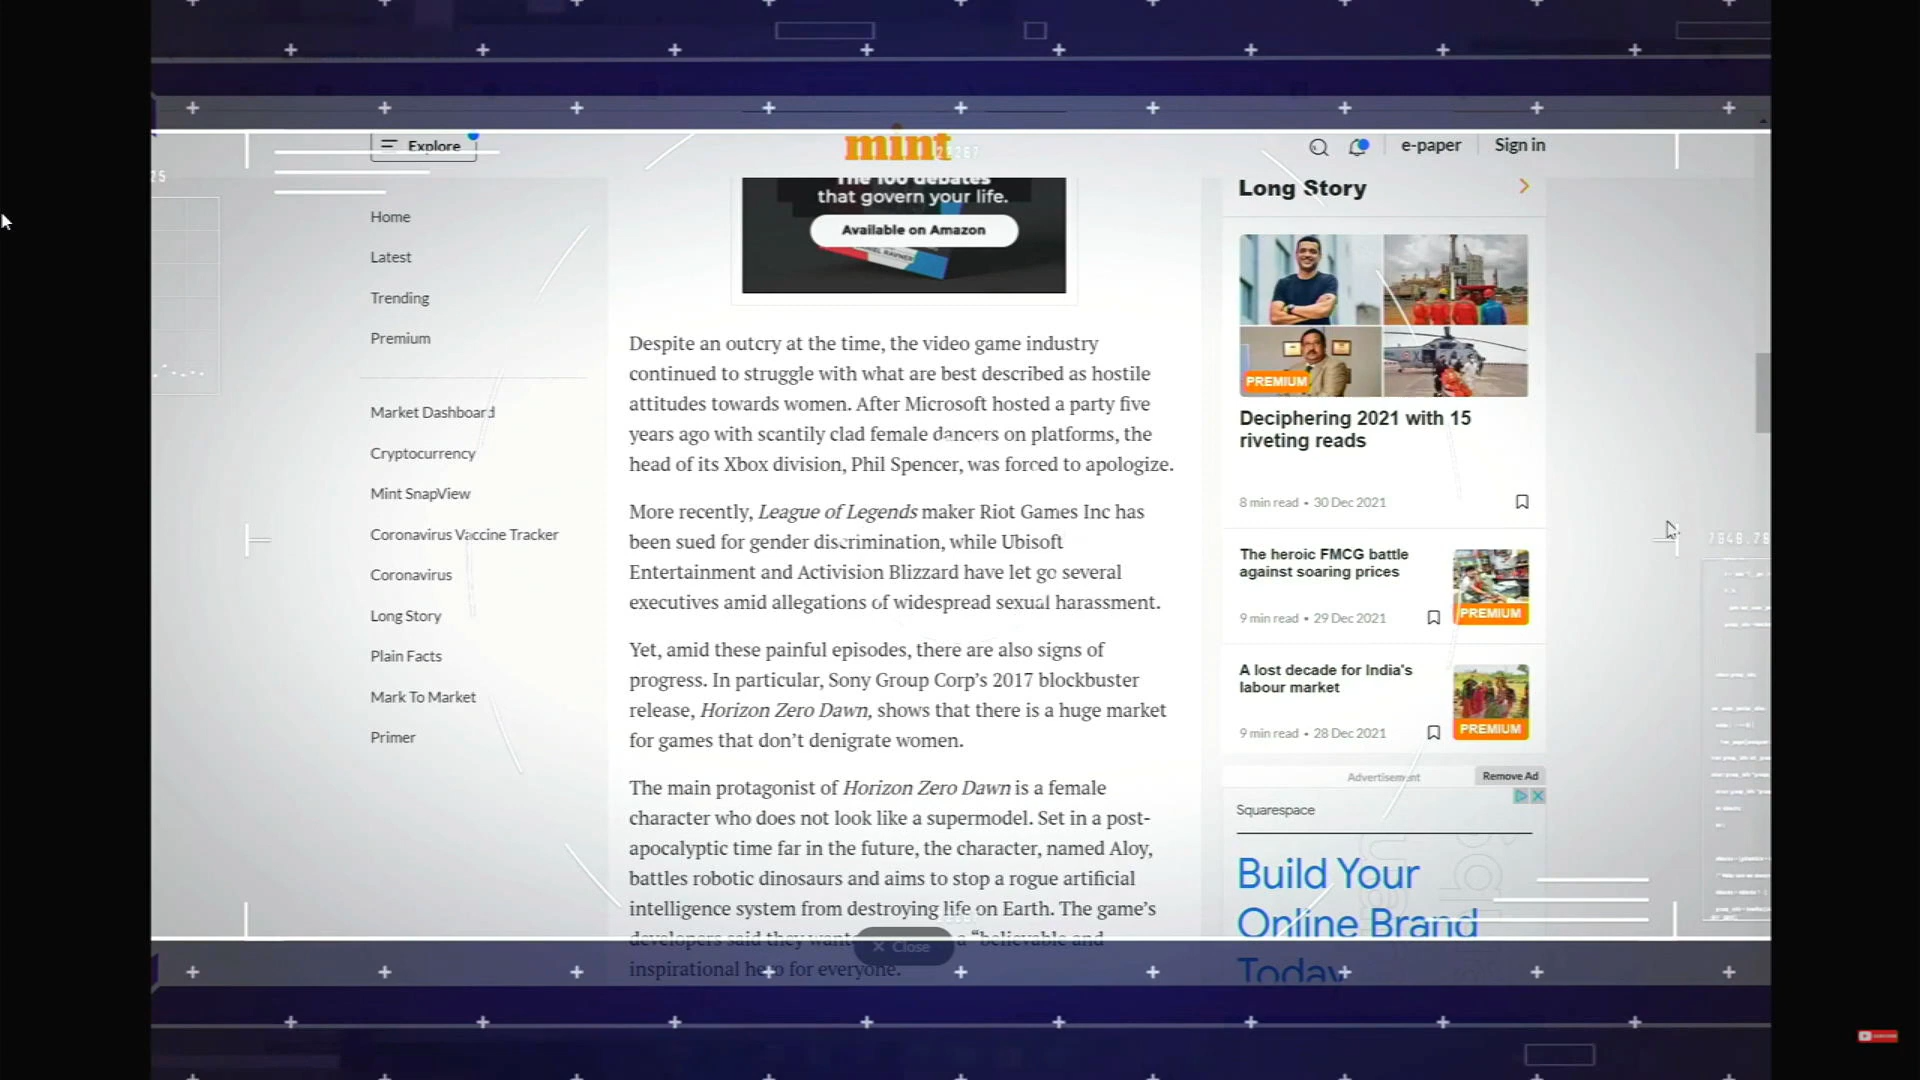 Explore
mint
e-paper
Sign in
25
The 100 debates
that govern your life.
Available on Amazon
Home
Latest
Trending
Premium
Market Dashboard
Cryptocurrency
Mint SnapView
Coronavirus Vaccine Tracker
Coronavirus
Long Story
Plain Facts
Mark To Market
Primer
Despite an outcry at the time, the video game industry
continued to struggle with what are best described as hostile
attitudes towards women. After Microsoft hosted a party five
years ago with scantily clad female dancers on platforms, the
head of its Xbox division, Phil Spencer, was forced to apologize.
More recently, League of Legends maker Riot Games Inc has
been sued for gender discrimination, while Ubisoft
Entertainment and Activision Blizzard have let go several
executives amid allegations of widespread sexual harassment.
Yet, amid these painful episodes, there are also signs of
progress. In particular, Sony Group Corp's 2017 blockbuster
release, Horizon Zero Dawn, shows that there is a huge market
for games that don't denigrate women.
The main protagonist of Horizon Zero Dawn is a female
character who does not look like a supermodel. Set in a post-
apocalyptic time far in the future, the character, named Aloy,
battles robotic dinosaurs and aims to stop a rogue artificial
intelligence system from destroying life on Earth. The game's
developers said they want a "believable and
inspirational hero for everyone.
Close
Long Story
PREMIUM
Deciphering 2021 with 15
riveting reads
8 min read • 30 Dec 2021
The heroic FMCG battle
against soaring prices
9 min read • 29 Dec 2021
PREMIUM
A lost decade for India's
labour market
9 min read • 28 Dec 2021
PREMIUM
Advertisement
Remove Ad
Squarespace
Build Your
Online Brand
Today